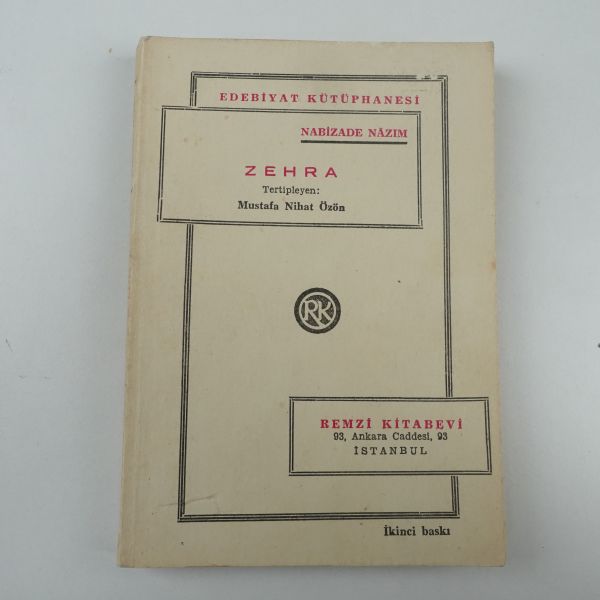 EDEBİYAT KÜTÜPHANESİ
NABİZADE NÂZIM
ZEHRA
Tertipleyen:
Mustafa Nihat Özön
RK
REMZİ KİTABEVİ
93, Ankara Caddesi, 93
İSTANBUL
İkinci baskı